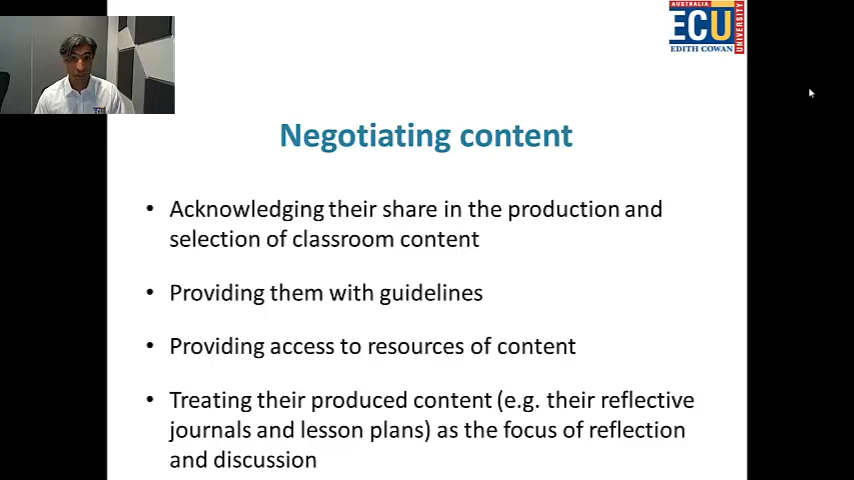 AUSTRALIA
ECU
EDITH COWAN
UNIVERSITY
Negotiating content
• Acknowledging their share in the production and
selection of classroom content
• Providing them with guidelines
• Providing access to resources of content
• Treating their produced content (e.g. their reflective
journals and lesson plans) as the focus of reflection
and discussion